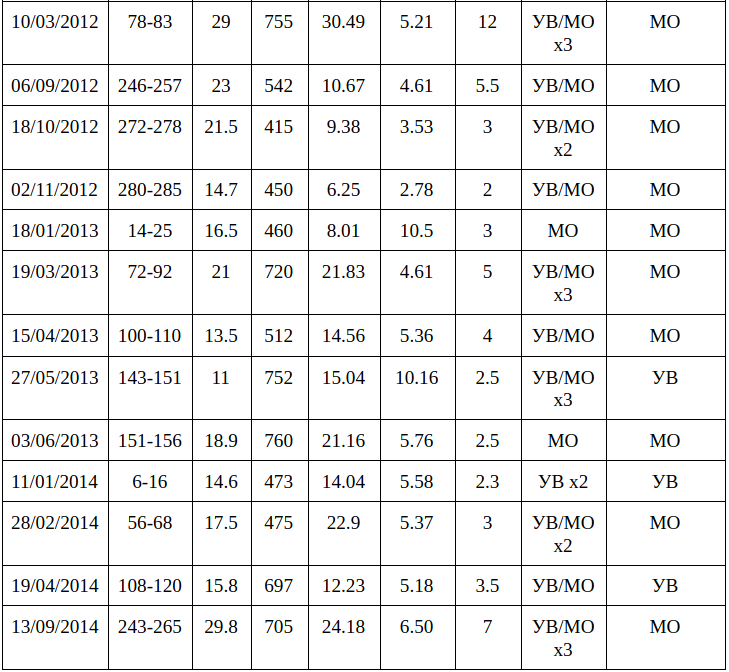 10/03/2012 78-83 29 755 30.49 5.21 12 УВ/МО МО
х3
06/09/2012 246-257 23 542 10.67 4.61 5.5 УВ/МО МО
18/10/2012 272-278 21.5 415 9.38 3.53 3 УВ/МО МО
х2
02/11/2012 280-285 14.7 450 6.25 2.78 2 УВ/МО МО
18/01/2013 14-25 16.5 460 8.01 10.5 3 МО МО
19/03/2013 72-92 21 720 21.83 4.61 5 УВ/МО МО
х3
15/04/2013 100-110 13.5 512 14.56 5.36 4 УВ/МО МО
27/05/2013 143-151 11 752 15.04 10.16 2.5 УВ/МО УВ
х3
03/06/2013 151-156 18.9 760 21.16 5.76 2.5 МО МО
11/01/2014 6-16 14.6 473 14.04 5.58 2.3 УВ х2 УВ
28/02/2014 56-68 17.5 475 22.9 5.37 3 УВ/МО МО
х2
19/04/2014 108-120 15.8 697 12.23 5.18 3.5 УВ/МО УВ
13/09/2014 243-265 29.8 705 24.18 6.50 7 УВ/МО МО
х3